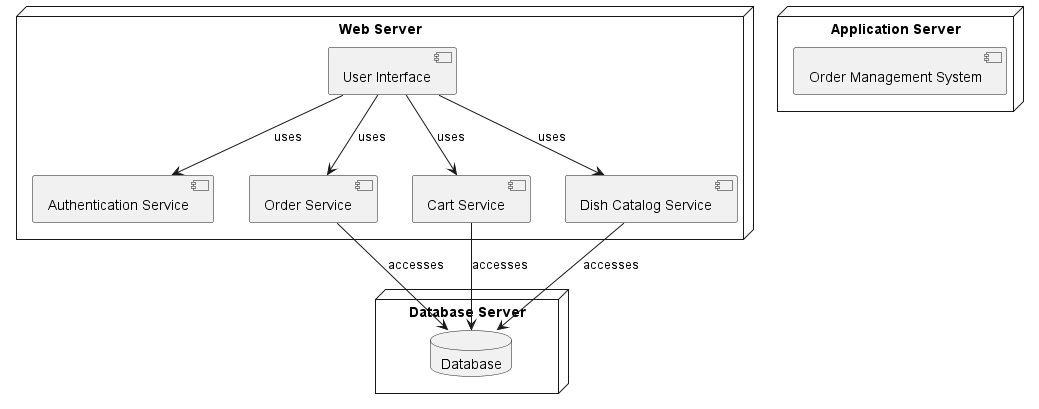 Web Server
Application Server
User Interface
Order Management System
uses
uses
uses
uses
Authentication Service
Order Service
Cart Service
Dish Catalog Service
accesses
accesses
accesses
Database Server
Database